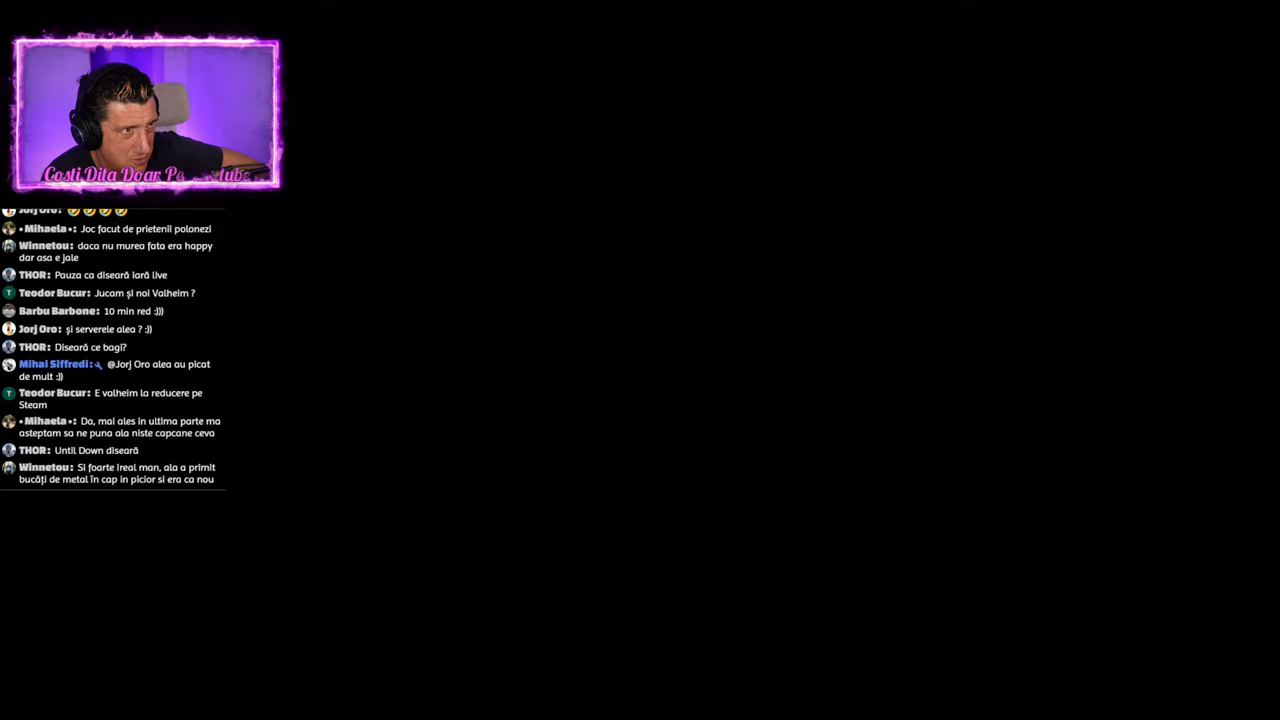 Costi Dita Doar Pe
Jorj Oro:
•Mihaela•: Joc facut de prietenii polonezi
Winnetou: daca nu murea fata era happy
dar asa e jale
THOR: Pauza ca diseară iară live
T Teodor Bucur: Jucam și noi Valheim ?
Barbu Barbone: 10 min red :)))
Jorj Oro: și serverele alea ? :))
THOR: Diseară ce bagi?
Mihai Siffredi: @Jorj Oro alea au picat
de mult :))
T Teodor Bucur: E valheim la reducere pe
Steam
•Mihaela•: Da, mai ales in ultima parte ma
asteptam sa ne puna ala niste capcane ceva
THOR: Until Down diseară
Winnetou: Si foarte ireal man, ala a primit
bucăți de metal în cap in picior si era ca nou